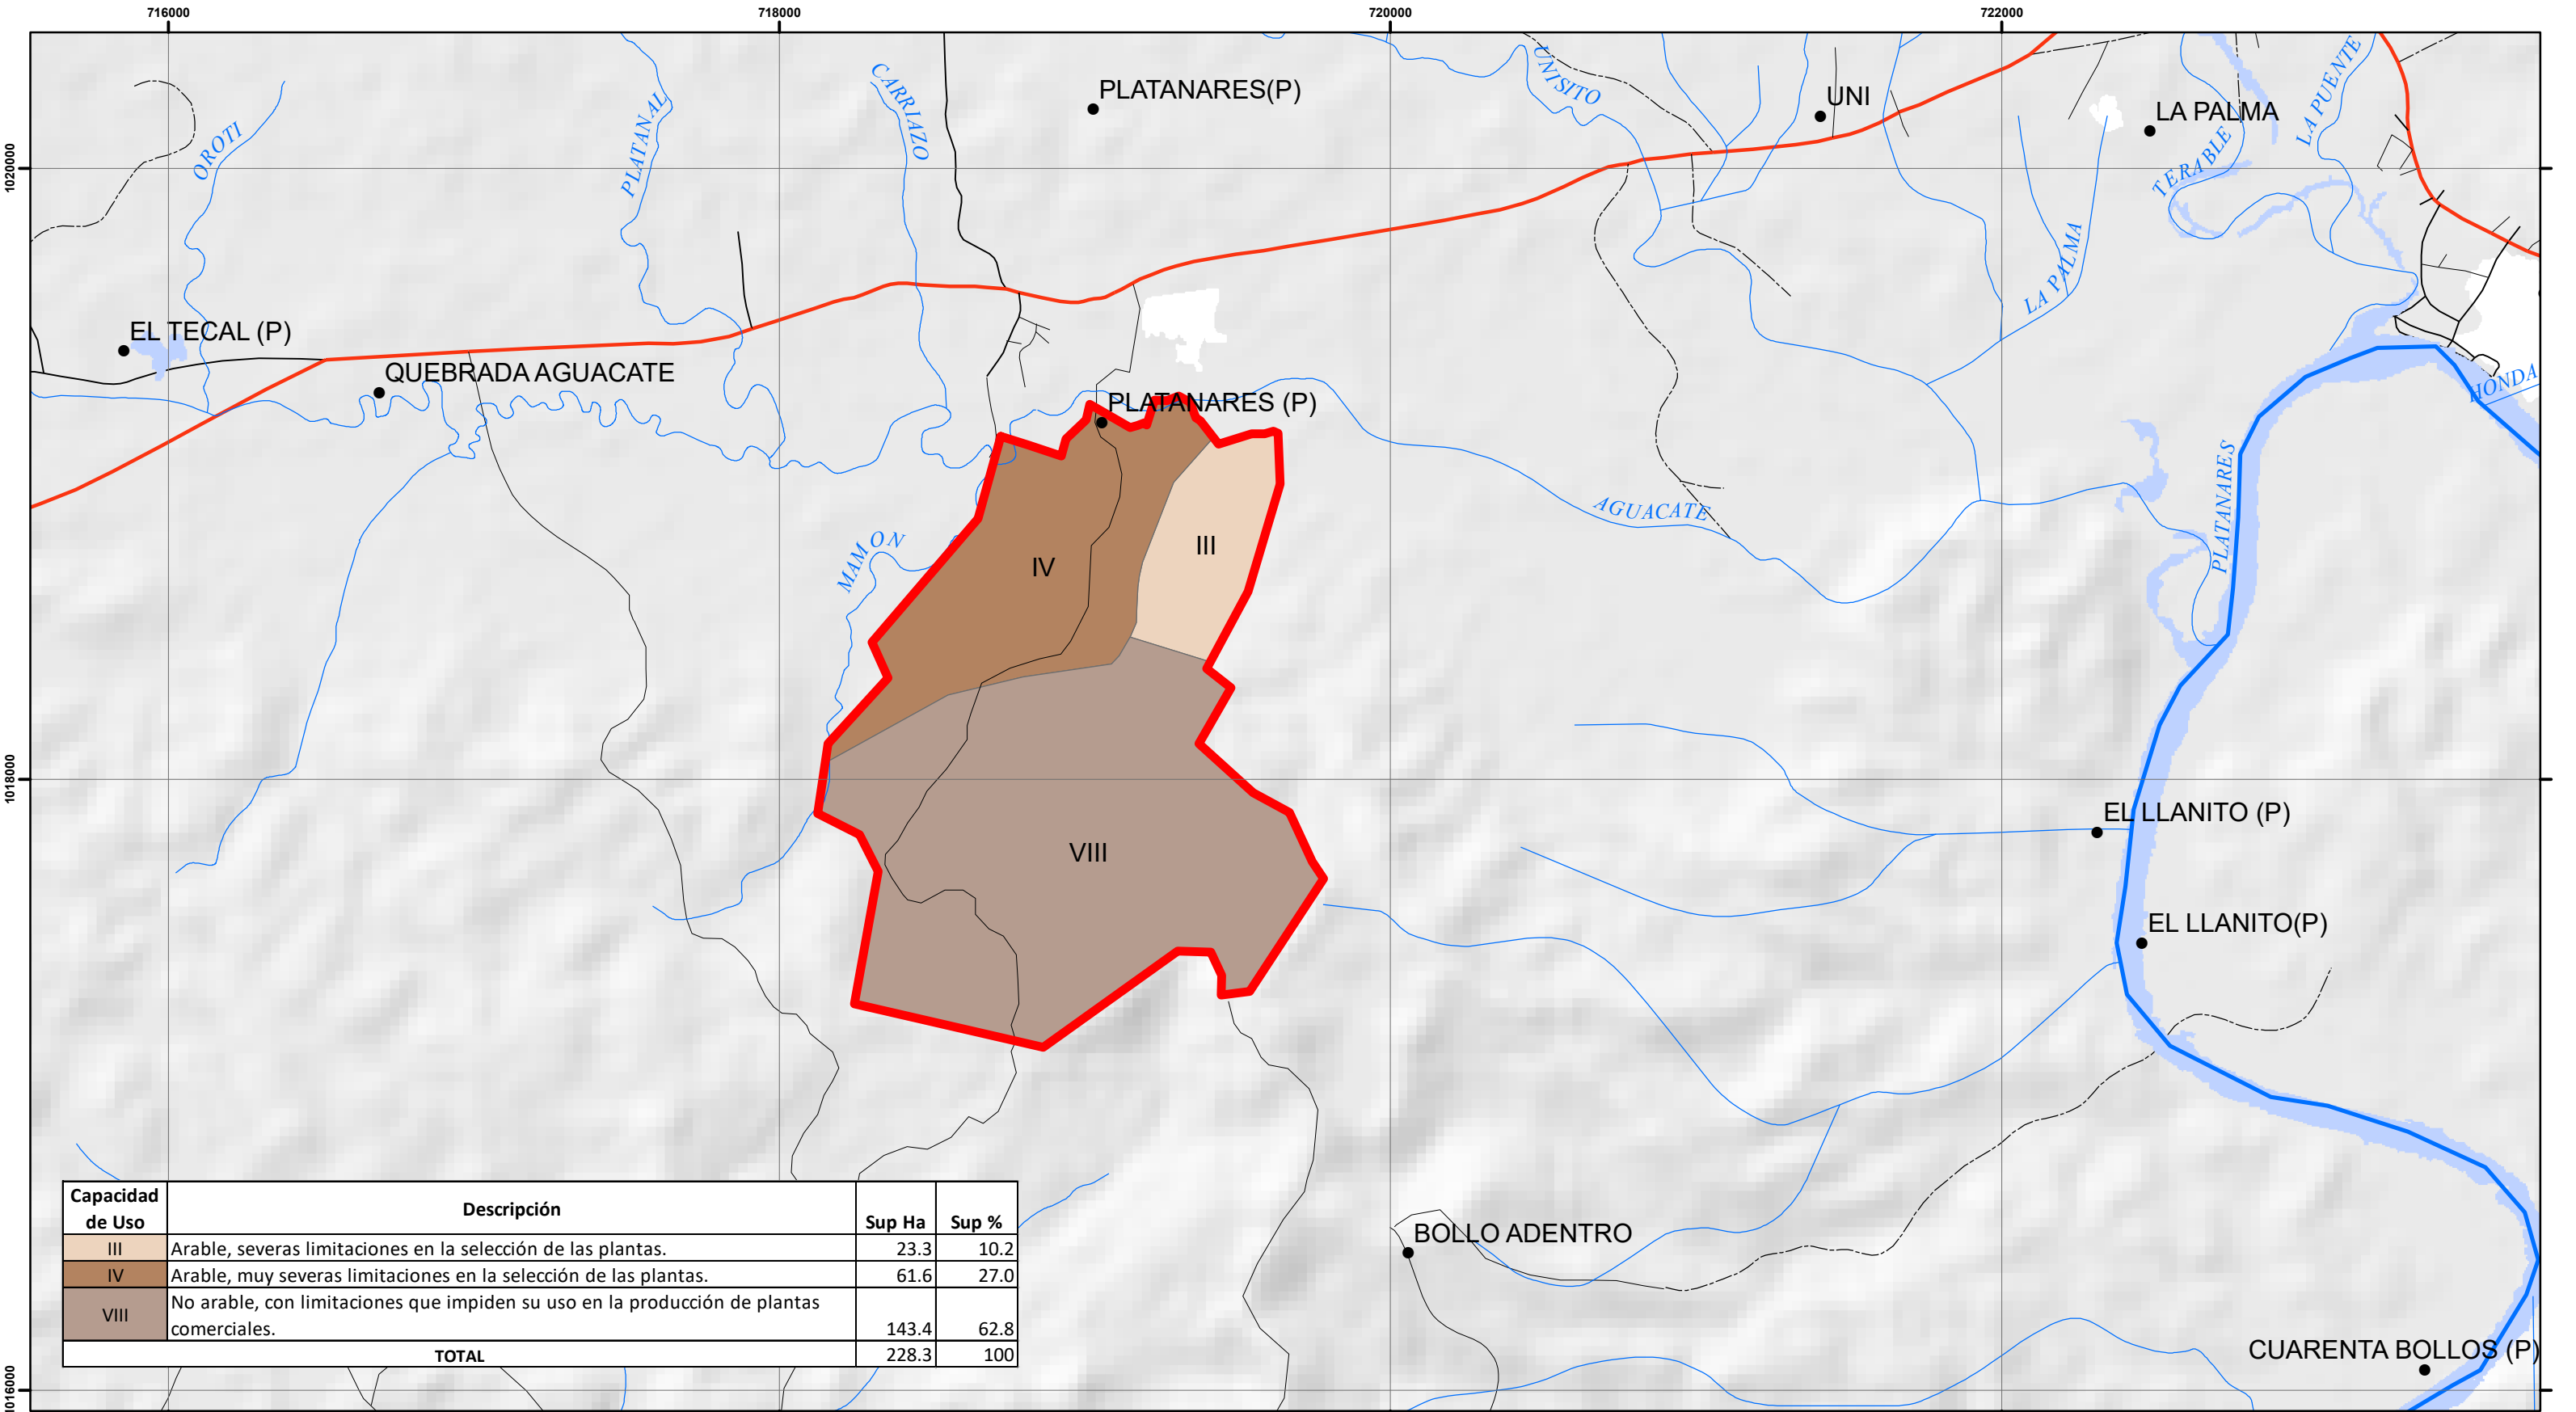 716000
718000
720000
722000
1020000
1018000
1016000
OROTI
PLATANAL
CARRIAZO
PLATANARES(P)
UNISITO
UNI
LA PALMA
TERABLE
LA PUENTE
LA PALMA
EL TECAL (P)
QUEBRADA AGUACATE
PLATANARES (P)
HONDA
AGUACATE
PLATANARES
MAMON
IV
III
VIII
EL LLANITO (P)
EL LLANITO(P)
BOLLO ADENTRO
CUARENTA BOLLOS (P)
Capacidad
de Uso
Descripción
Sup Ha
Sup %
III Arable, severas limitaciones en la selección de las plantas. 23.3 10.2
IV Arable, muy severas limitaciones en la selección de las plantas. 61.6 27.0
VIII No arable, con limitaciones que impiden su uso en la producción de plantas
comerciales. 143.4 62.8
TOTAL 228.3 100